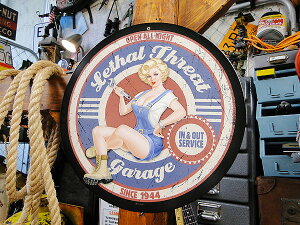 OPEN ALL NIGHT
Lethal Threat
IN & OUT
SERVICE
Garage
SINCE 1944